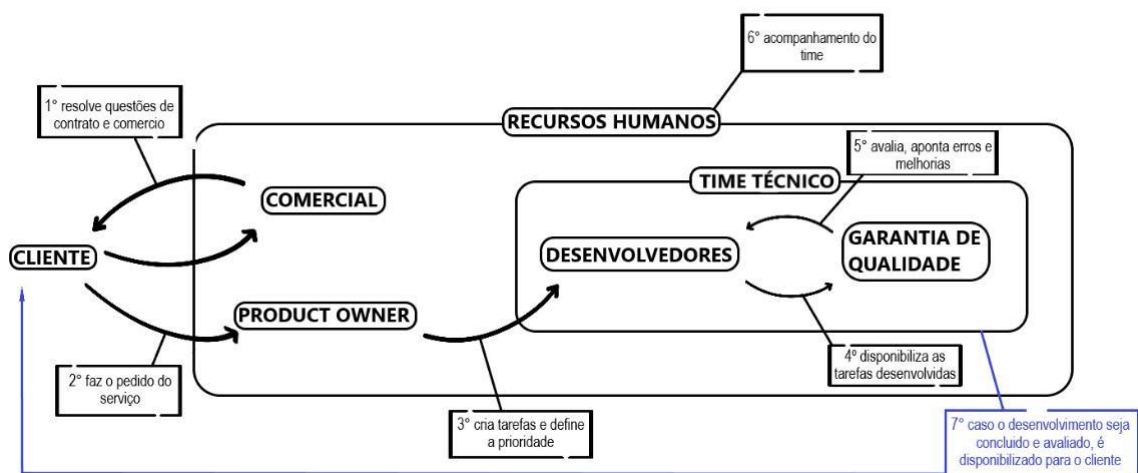 6° acompanhamento do
time
1° resolve questões de
contrato e comercio
RECURSOS HUMANOS
5° avalia, aponta erros e
melhorias
TIME TÉCNICO
COMERCIAL
CLIENTE
DESENVOLVEDORES
GARANTIA DE
QUALIDADE
PRODUCT OWNER
4º disponibiliza as
tarefas desenvolvidas
2° faz o pedido do
serviço
3° cria tarefas e define
a prioridade
7° caso o desenvolvimento seja
concluido e avaliado, é
disponibilizado para o cliente